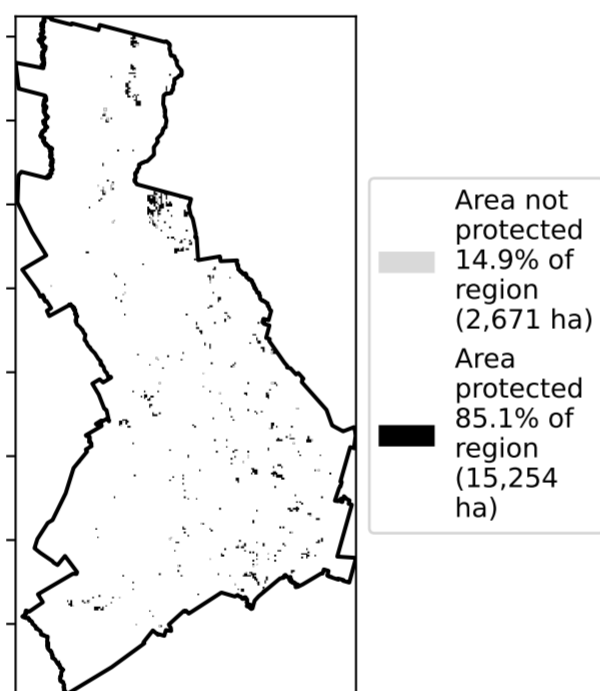 Area not
protected
14.9% of
region
(2,671 ha)
Area
protected
85.1% of
region
(15,254
ha)